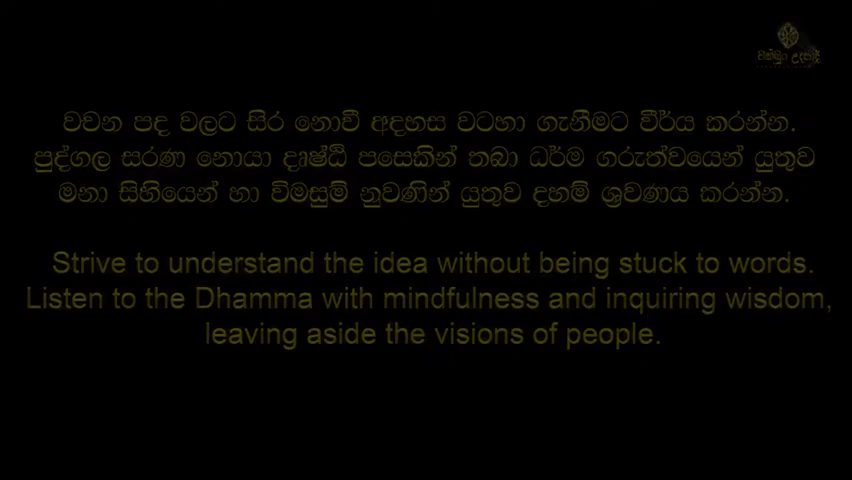 චක්ඛුං උදපාදී
වචන පද වලට සිර නොවී අදහස වටහා ගැනීමට වීර්ය කරන්න.
පුද්ගල සරණ නොයා දෘෂ්ඨි පසෙකින් තබා ධර්ම ගරුත්වයෙන් යුතුව
මනා සිහියෙන් හා විමසුම් නුවණින් යුතුව දහම් ශ්‍රවණය කරන්න.
Strive to understand the idea without being stuck to words.
Listen to the Dhamma with mindfulness and inquiring wisdom,
leaving aside the visions of people.